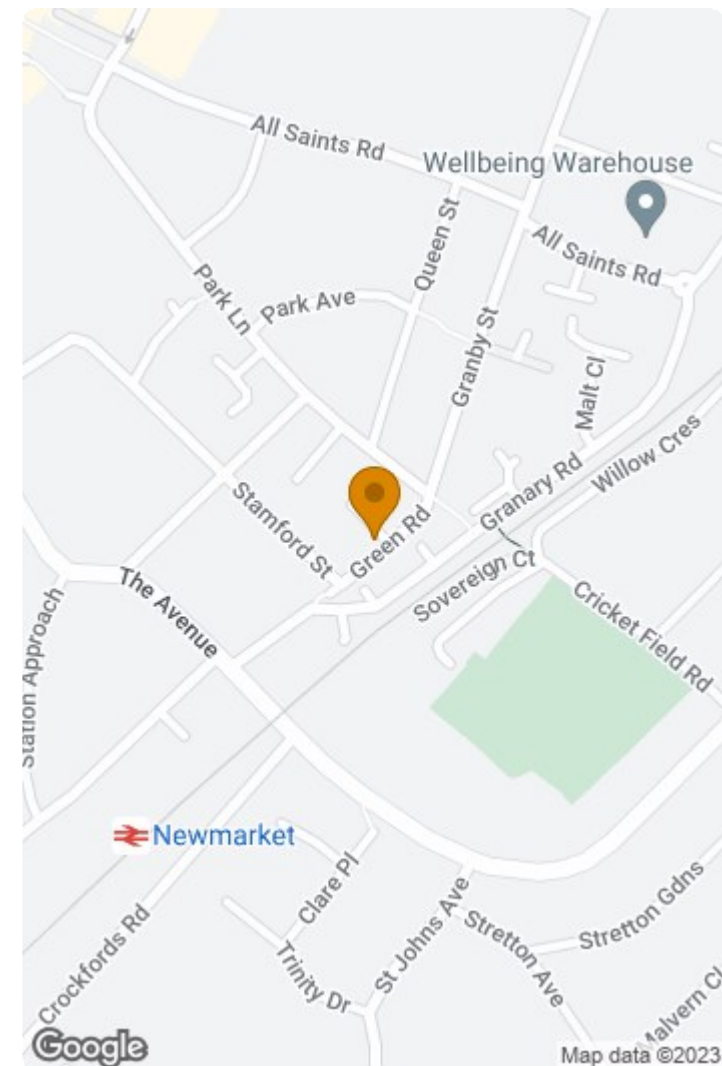 All Saints Rd
Wellbeing Warehouse
Queen St
All Saints Rd
Park Ln
Park Ave
Granby St
Malt Cl
Willow Cres
Granary Rd
Stamford St
Green Rd
Sovereign Ct
The Avenue
Cricket Field Rd
Station Approach
Newmarket
Clare Pl
St Johns Ave
Stretton Gdns
Stretton Ave
Crockfords Rd
Trinity Dr
Malvern Cl
Google
Map data ©2023